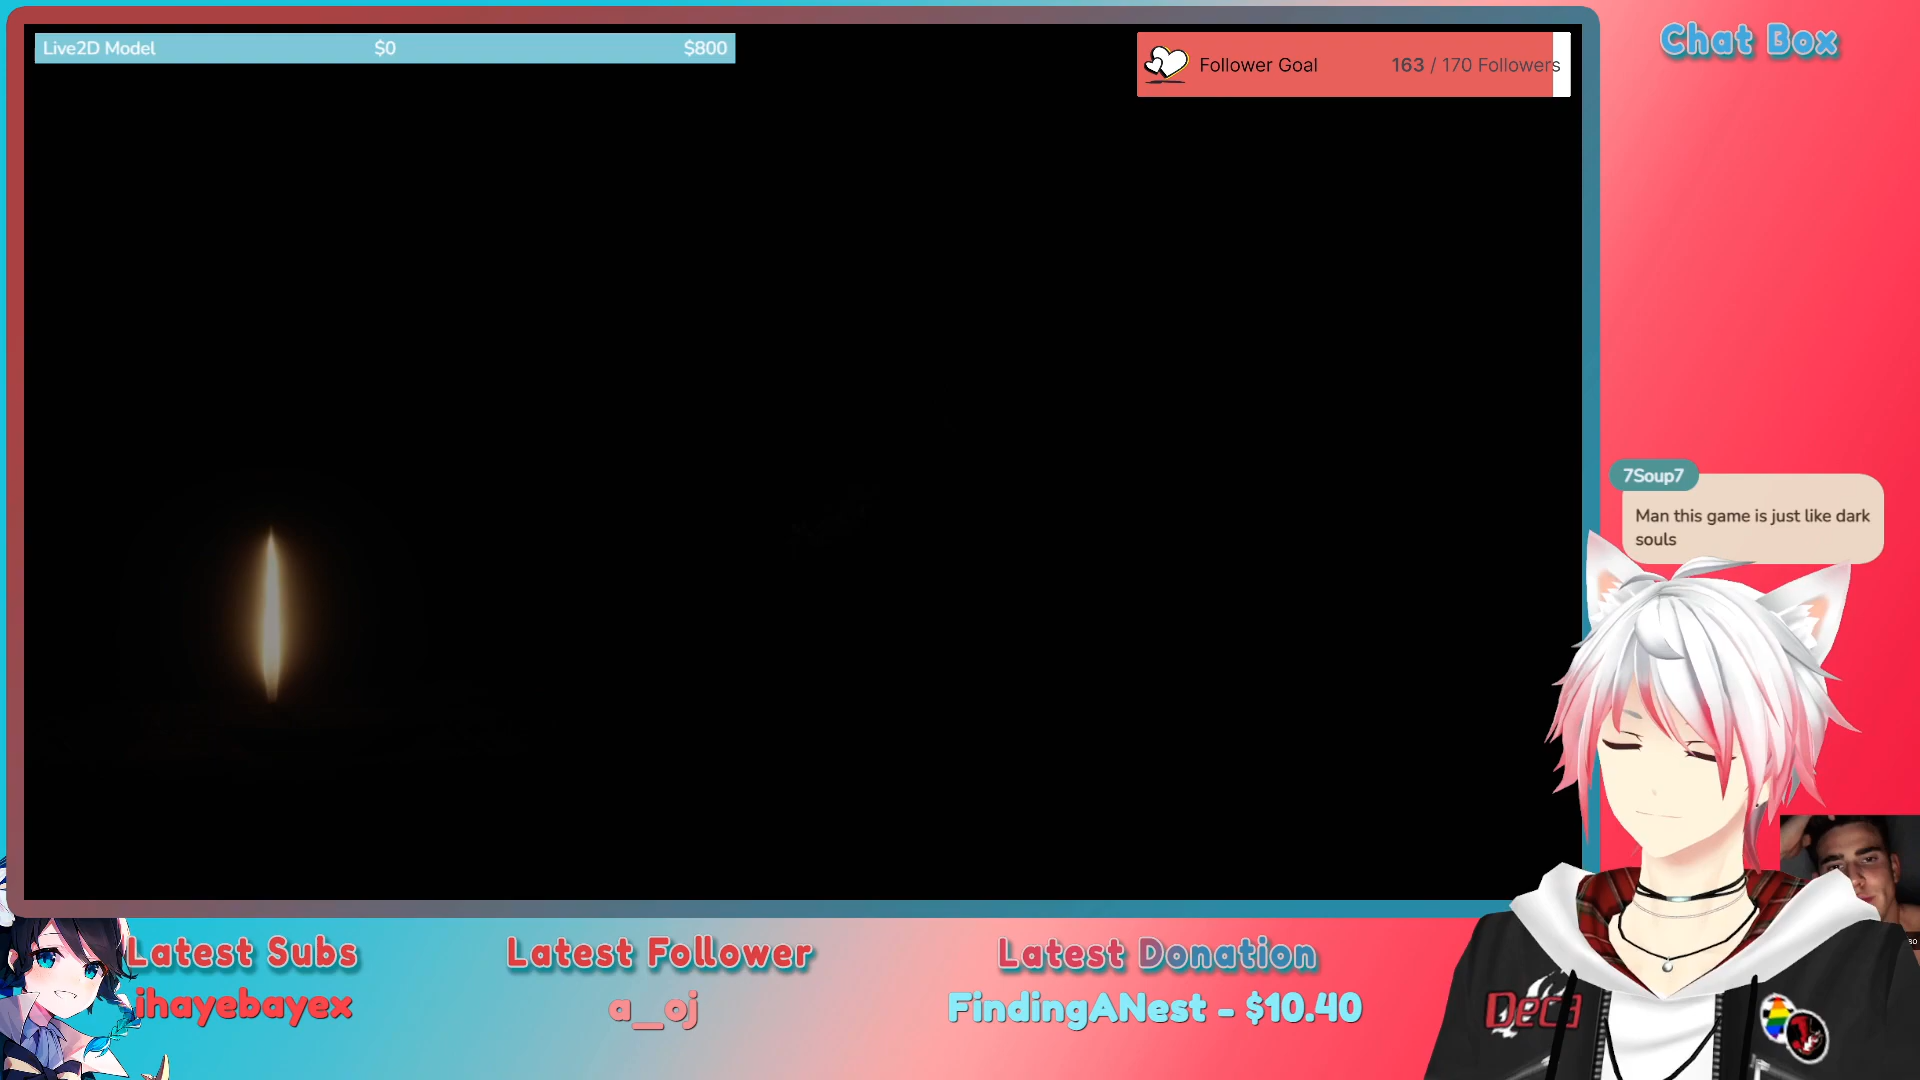 Live2D Model $0 $800
Follower Goal 163 / 170 Followers
Chat Box
7Soup7
Man this game is just like dark
souls
Latest Subs
ihayebayex
Latest Follower
a__oj
Latest Donation
FindingANest - $10.40